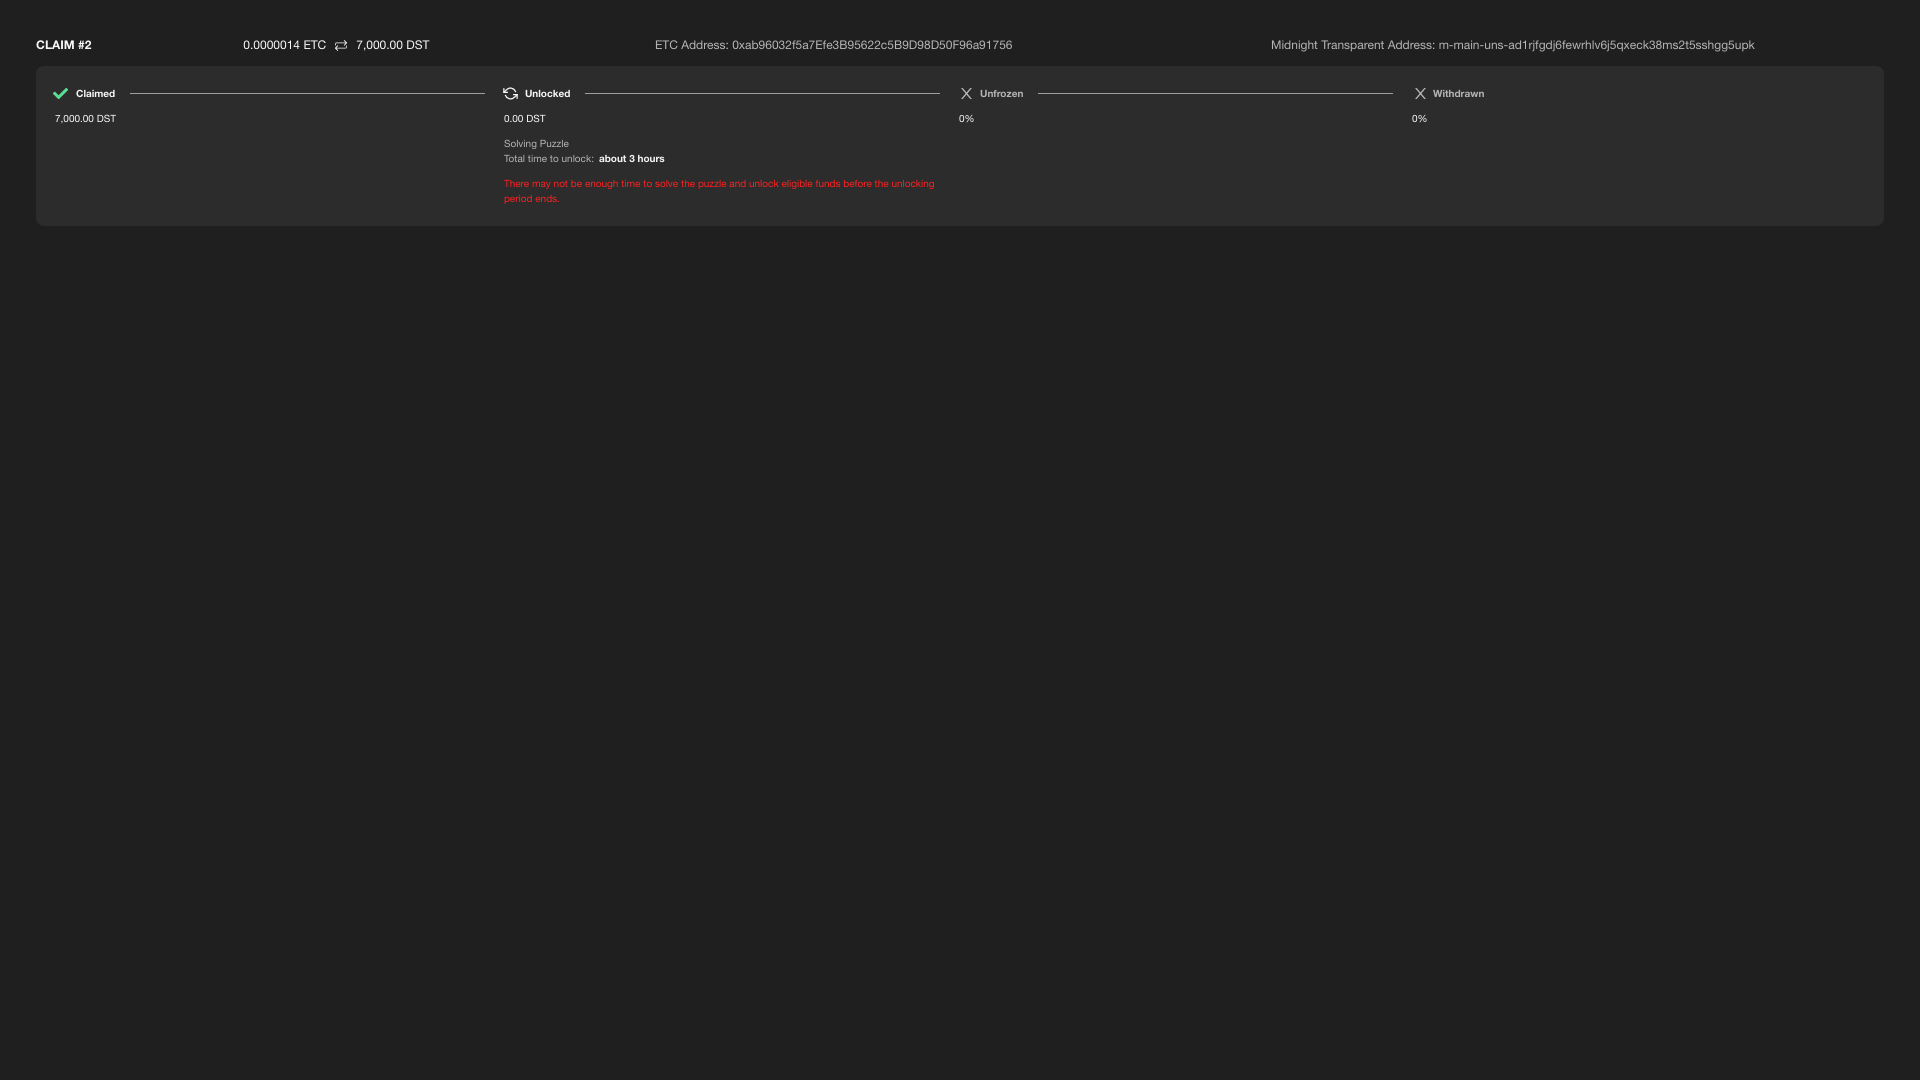 CLAIM #2 0.0000014 ETC 7,000.00 DST ETC Address: 0xab96032f5a7Efe3B95622c5B9D98D50F96a91756 Midnight Transparent Address: m-main-uns-ad1rjfgdj6fewrhlv6j5qxeck38ms2t5sshgg5upk
Claimed Unlocked Unfrozen Withdrawn
7,000.00 DST 0.00 DST 0% 0%
Solving Puzzle
Total time to unlock: about 3 hours
There may not be enough time to solve the puzzle and unlock eligible funds before the unlocking
period ends.